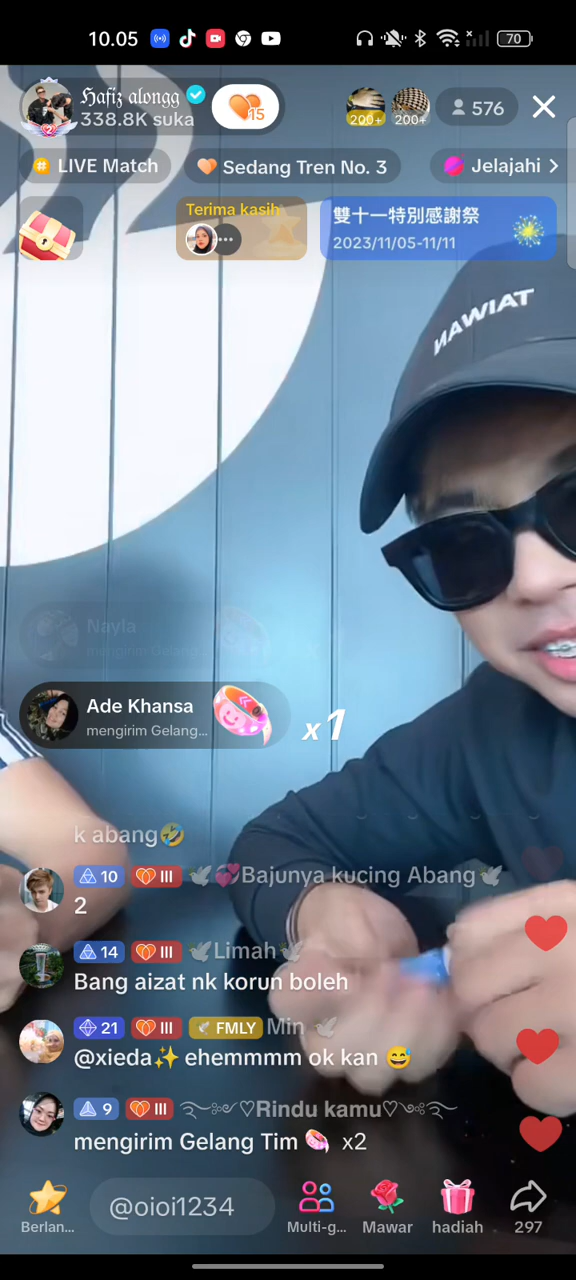 10.05
70
Hafiz alongg
338.8K suka
15
200+
200+
576
LIVE Match
Sedang Tren No. 3
Jelajahi
Terima kasih
雙十一特別感謝祭
2023/11/05-11/11
TAIWAN
Nayla
mengirim Gelang...
Ade Khansa
mengirim Gelang...
x1
k abang🤣
10 III 🕊️💞Bajunya kucing Abang🕊️
2
14 III 🕊️Limah🕊️
Bang aizat nk korun boleh
21 III FMLY Min 🕊️
@xieda✨ ehemmmm ok kan 😅
9 III ♡Rindu kamu♡
mengirim Gelang Tim x2
Berlan...
@oioi1234
Multi-g...
Mawar
hadiah
297